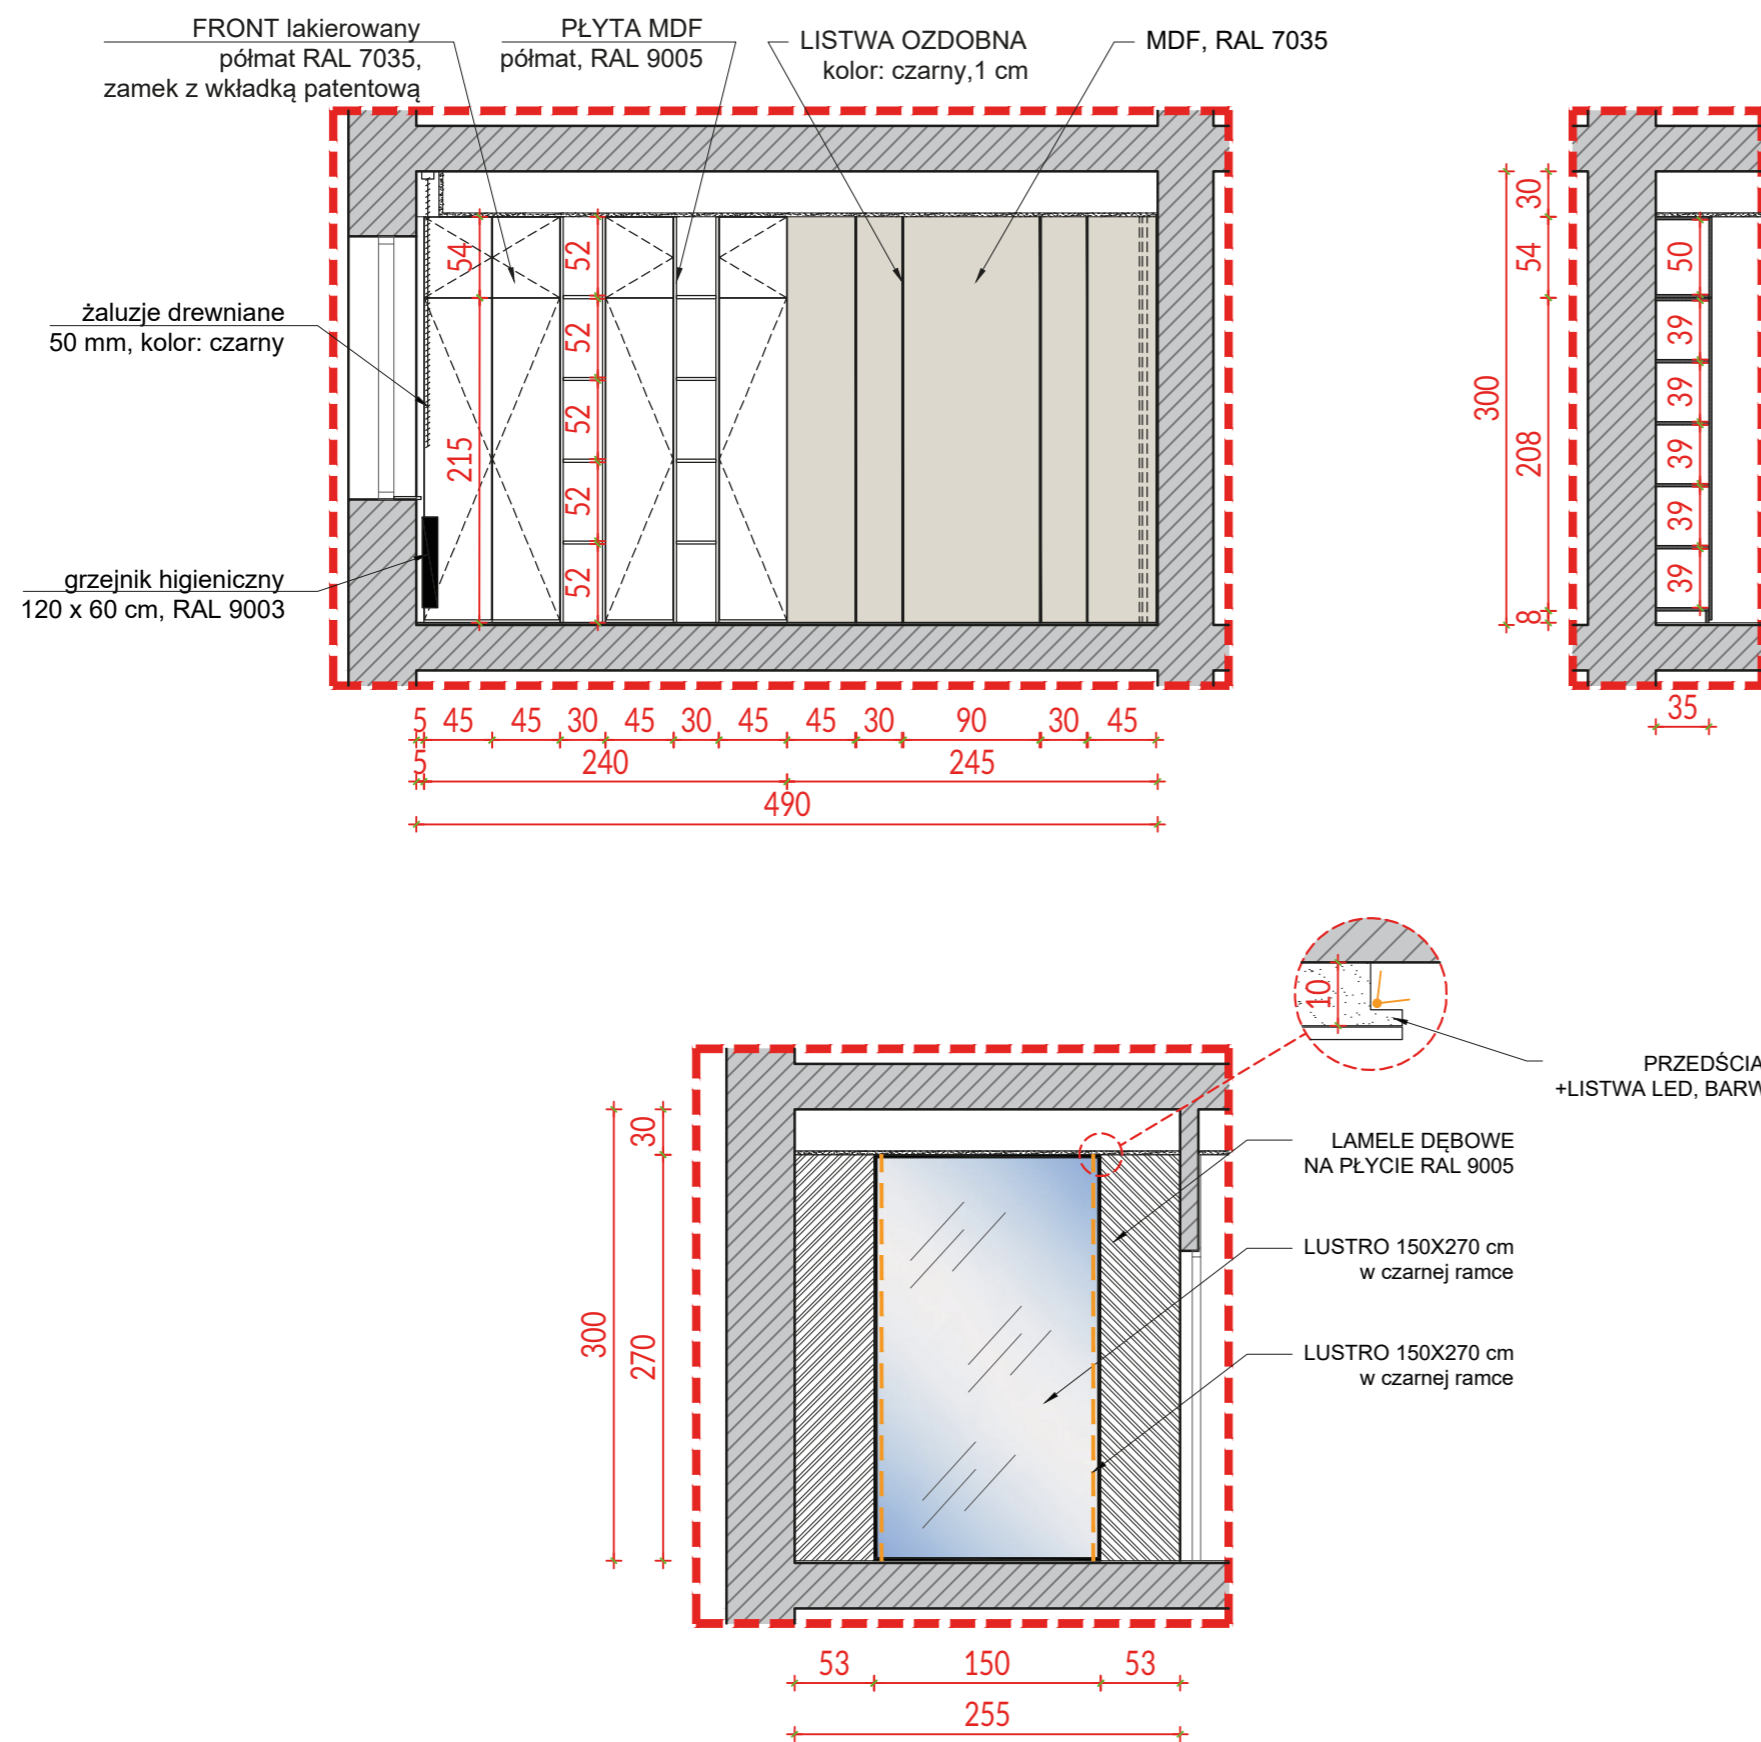 FRONT lakierowany
półmat RAL 7035,
zamek z wkładką patentową
PŁYTA MDF
półmat, RAL 9005
LISTWA OZDOBNA
kolor: czarny,1 cm
MDF, RAL 7035
żaluzje drewniane
50 mm, kolor: czarny
grzejnik higieniczny
120 x 60 cm, RAL 9003
54
215
52
52
52
52
52
5 45 45 30 45 30 45 45 30 90 30 45
5 240 245
490
300
30
54
208
8
50
39
39
39
39
39
35
10
PRZEDŚCIA
+LISTWA LED, BARW
LAMELE DĘBOWE
NA PŁYCIE RAL 9005
LUSTRO 150X270 cm
w czarnej ramce
LUSTRO 150X270 cm
w czarnej ramce
300
30
270
53 150 53
255